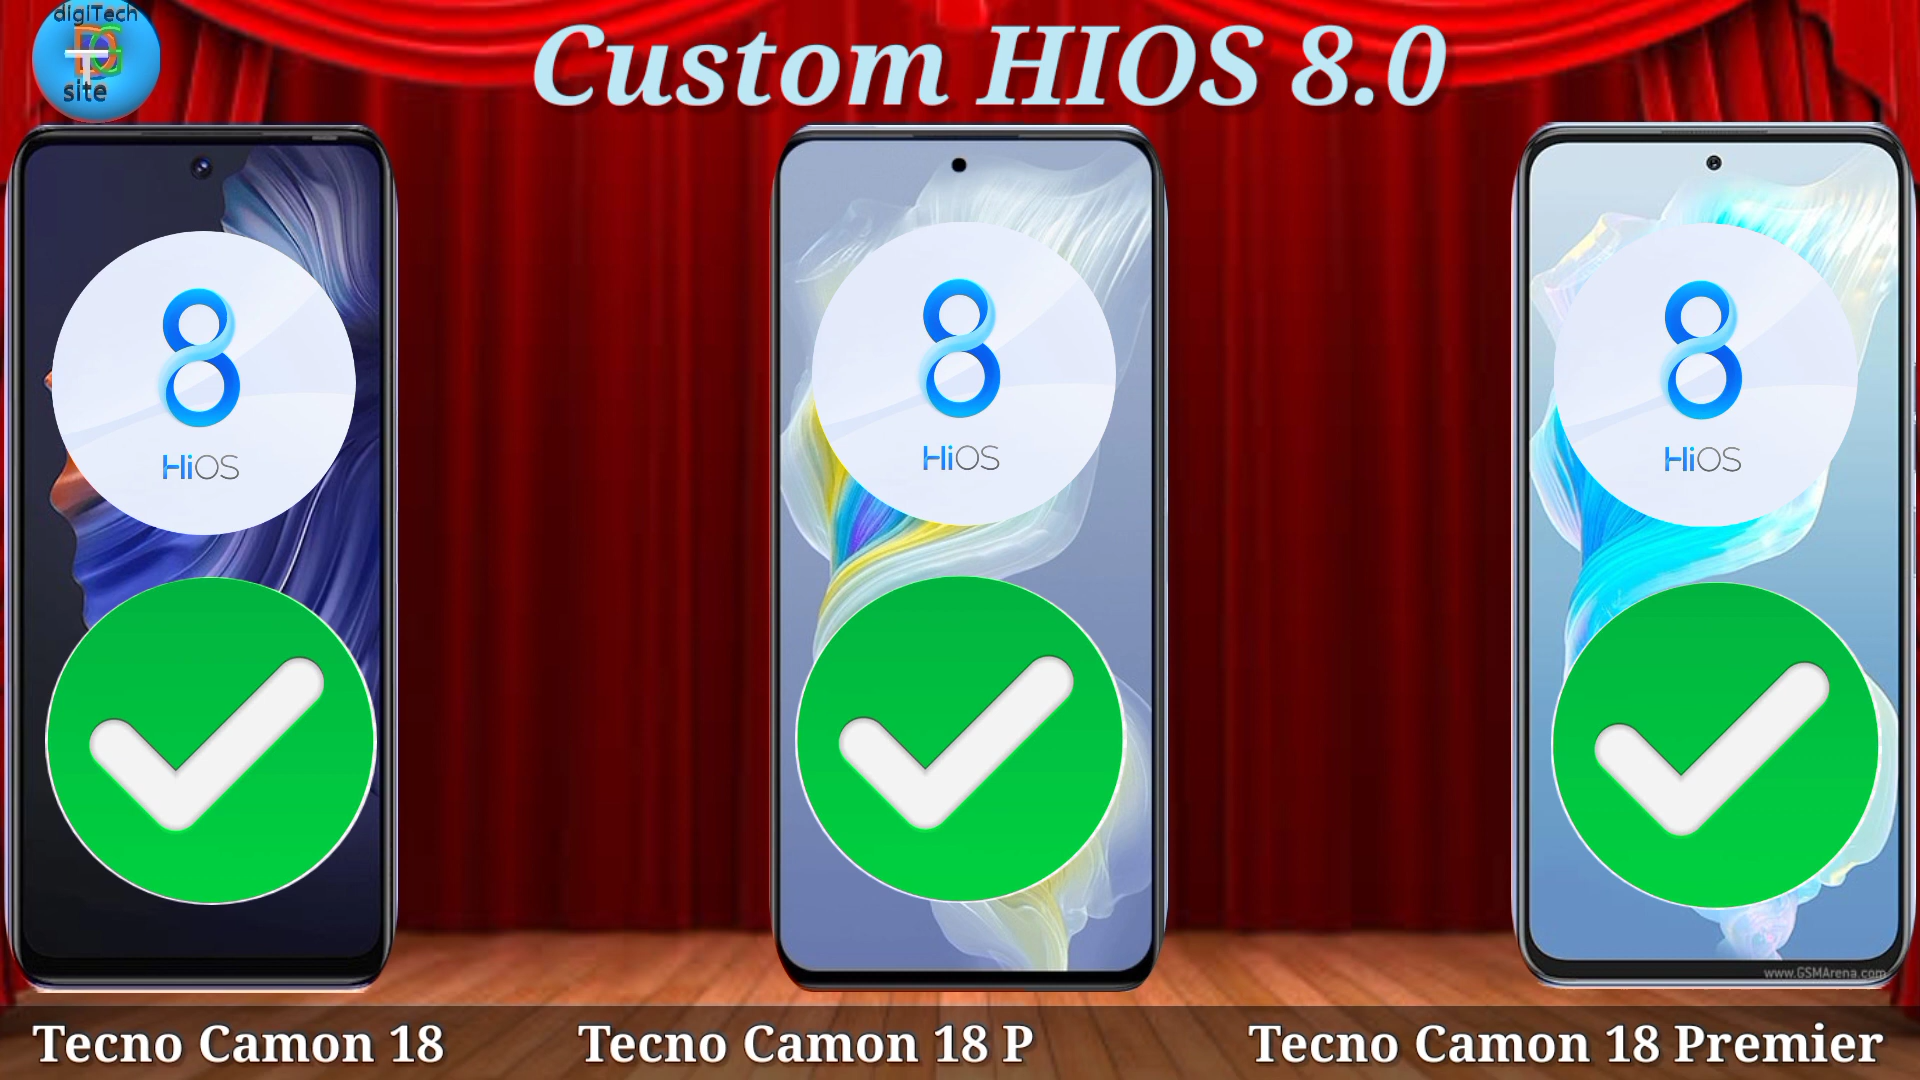 digiTech
site
Custom HIOS 8.0
8
HiOS
8
HiOS
8
HiOS
www.GSMArena.com
Tecno Camon 18
Tecno Camon 18 P
Tecno Camon 18 Premier